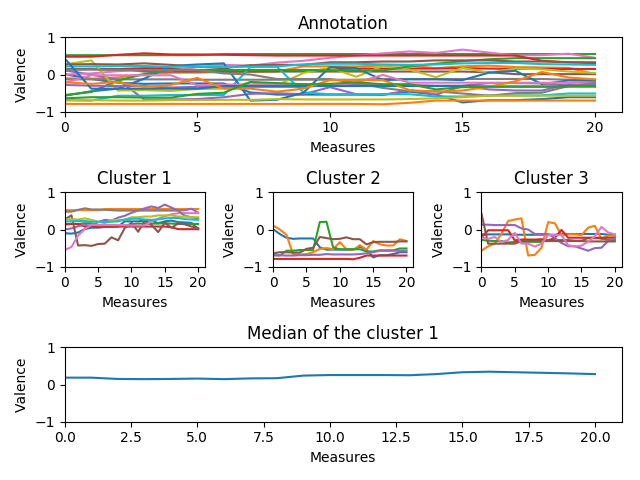 Annotation
1
0
−1
Valence
0 5 10 15 20
Measures
Cluster 1 Cluster 2 Cluster 3
1 1 1
0 0 0
−1 −1 −1
Valence Valence Valence
0 5 10 15 20 0 5 10 15 20 0 5 10 15 20
Measures Measures Measures
Median of the cluster 1
1
0
−1
Valence
0.0 2.5 5.0 7.5 10.0 12.5 15.0 17.5 20.0
Measures